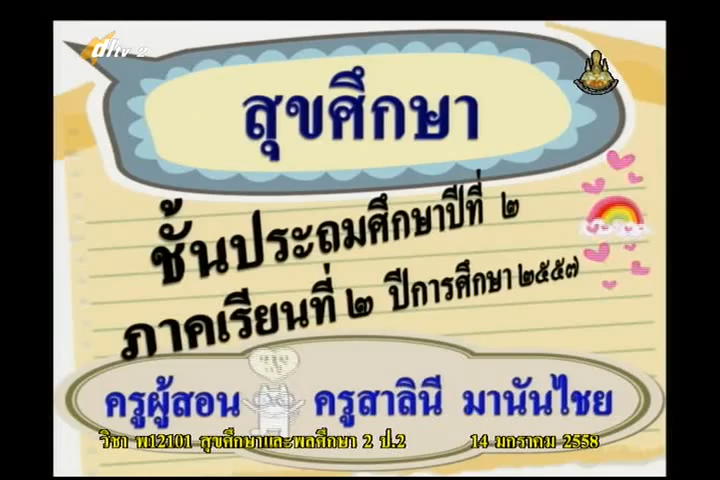 dltv 2
สุขศึกษา
ชั้นประถมศึกษาปีที่ ๒
ภาคเรียนที่ ๒ ปีการศึกษา ๒๕๕๗
ครูผู้สอน ครูสาลินี มานันไชย
วิชา พ12101 สุขศึกษาและพลศึกษา 2 ป.2 14 มกราคม 2558